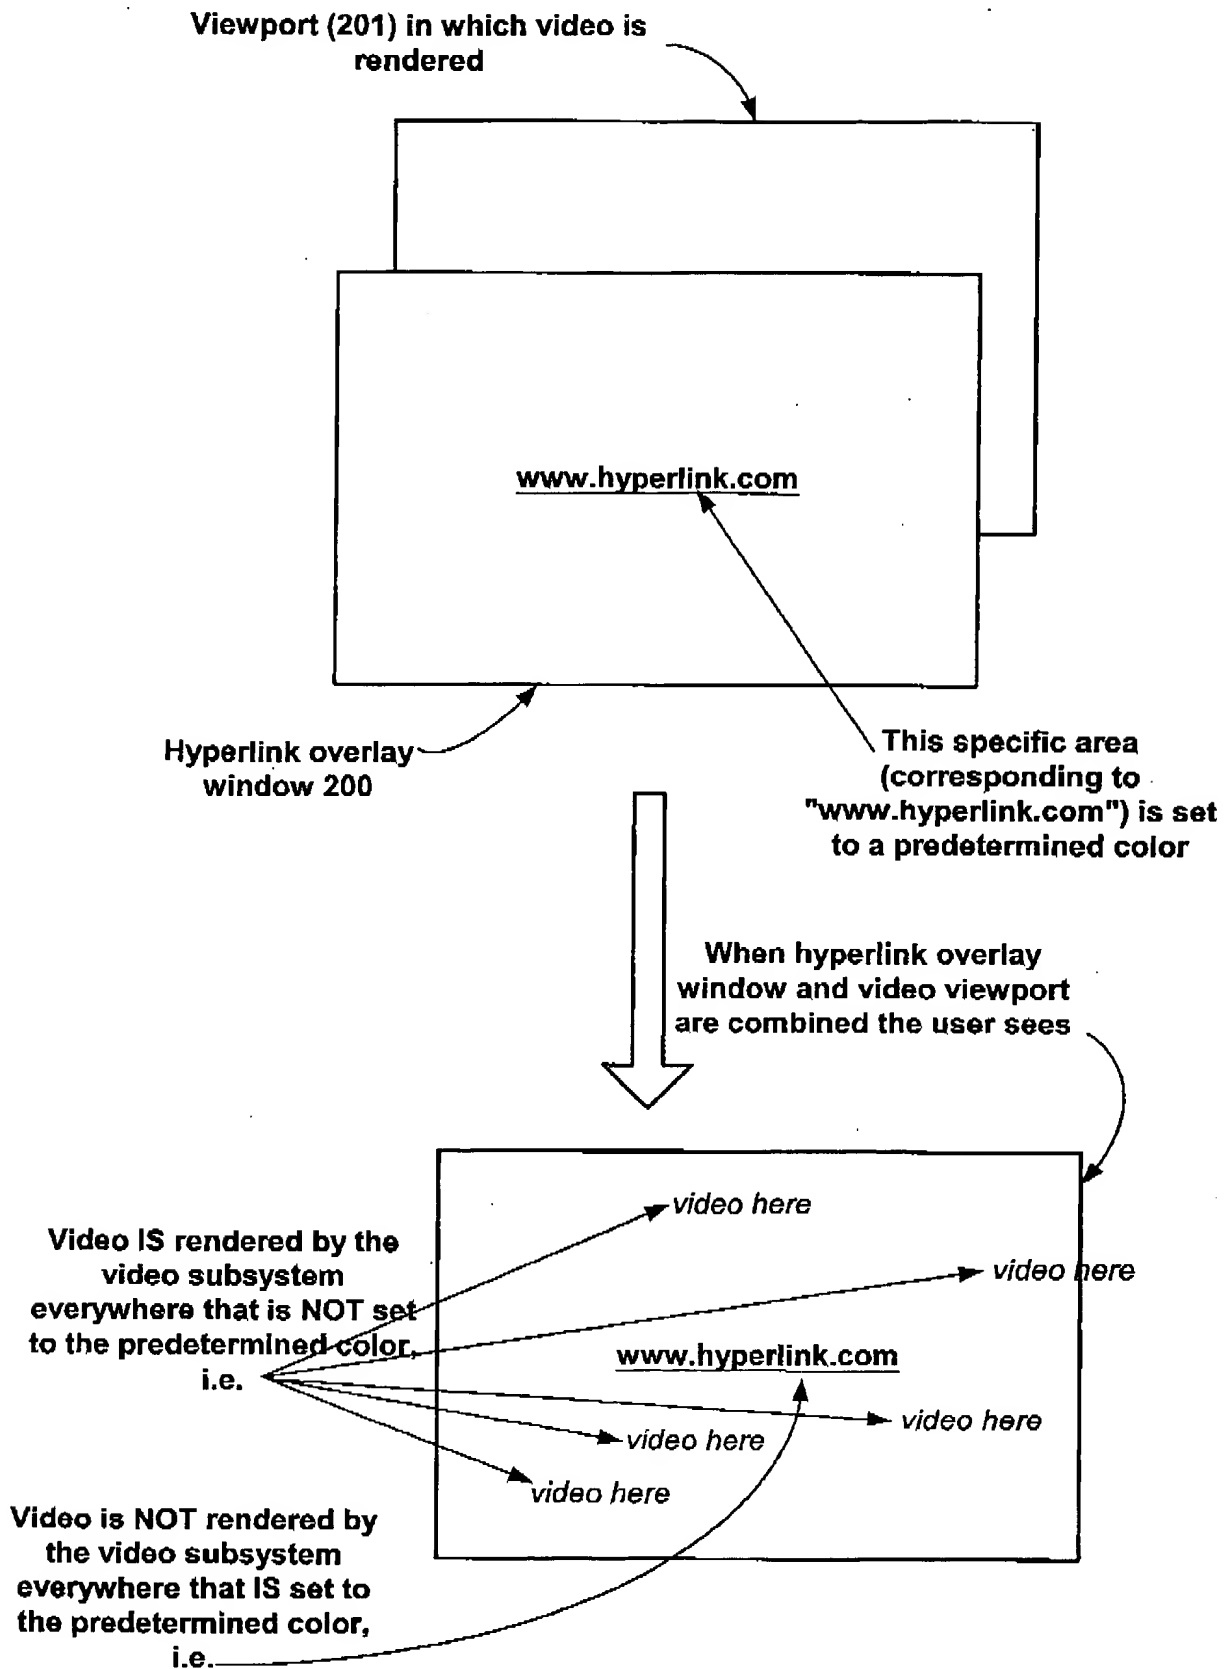 Viewport (201) in which video is
rendered
www.hyperlink.com
Hyperlink overlay
window 200
This specific area
(corresponding to
"www.hyperlink.com") is set
to a predetermined color
When hyperlink overlay
window and video viewport
are combined the user sees
video here
video here
Video IS rendered by the
video subsystem
everywhere that is NOT set
to the predetermined color,
i.e.
www.hyperlink.com
video here
video here
video here
Video is NOT rendered by
the video subsystem
everywhere that IS set to
the predetermined color,
i.e.